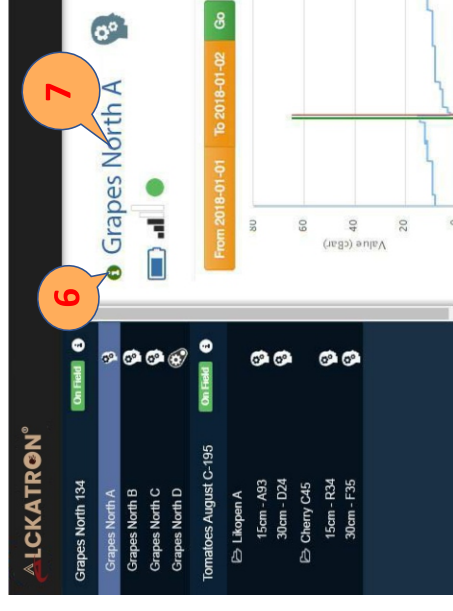 ALCKATRON®
Grapes North 134 On Field
Grapes North A
Grapes North B
Grapes North C
Grapes North D
Tomatoes August C-195 On Field
Likopen A
15cm - A93
30cm - D24
Cherry C45
15cm - R34
30cm - F35
6
7
Grapes North A
From 2018-01-01 To 2018-01-02 Go
Value (cBar)
80
60
40
20
0